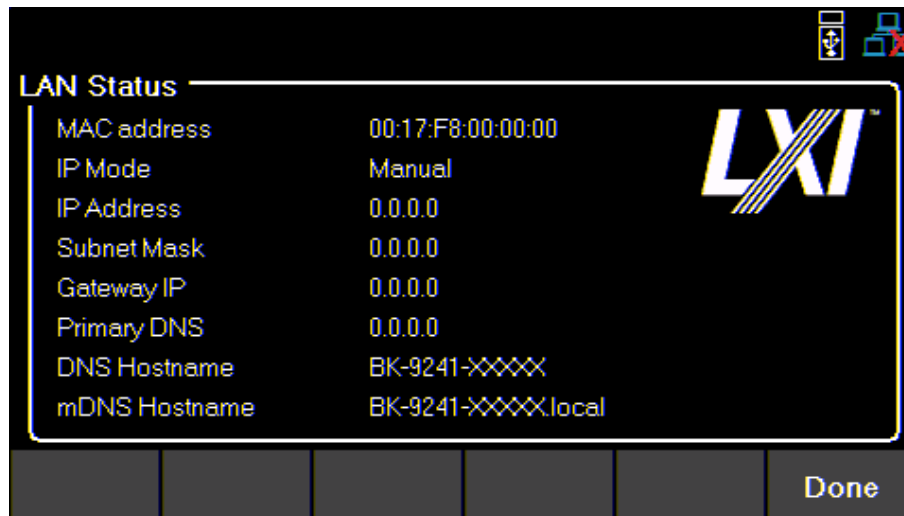 LAN Status
LXI™
MAC address 00:17:F8:00:00:00
IP Mode Manual
IP Address 0.0.0.0
Subnet Mask 0.0.0.0
Gateway IP 0.0.0.0
Primary DNS 0.0.0.0
DNS Hostname BK-9241-XXXXX
mDNS Hostname BK-9241-XXXXX.local
Done